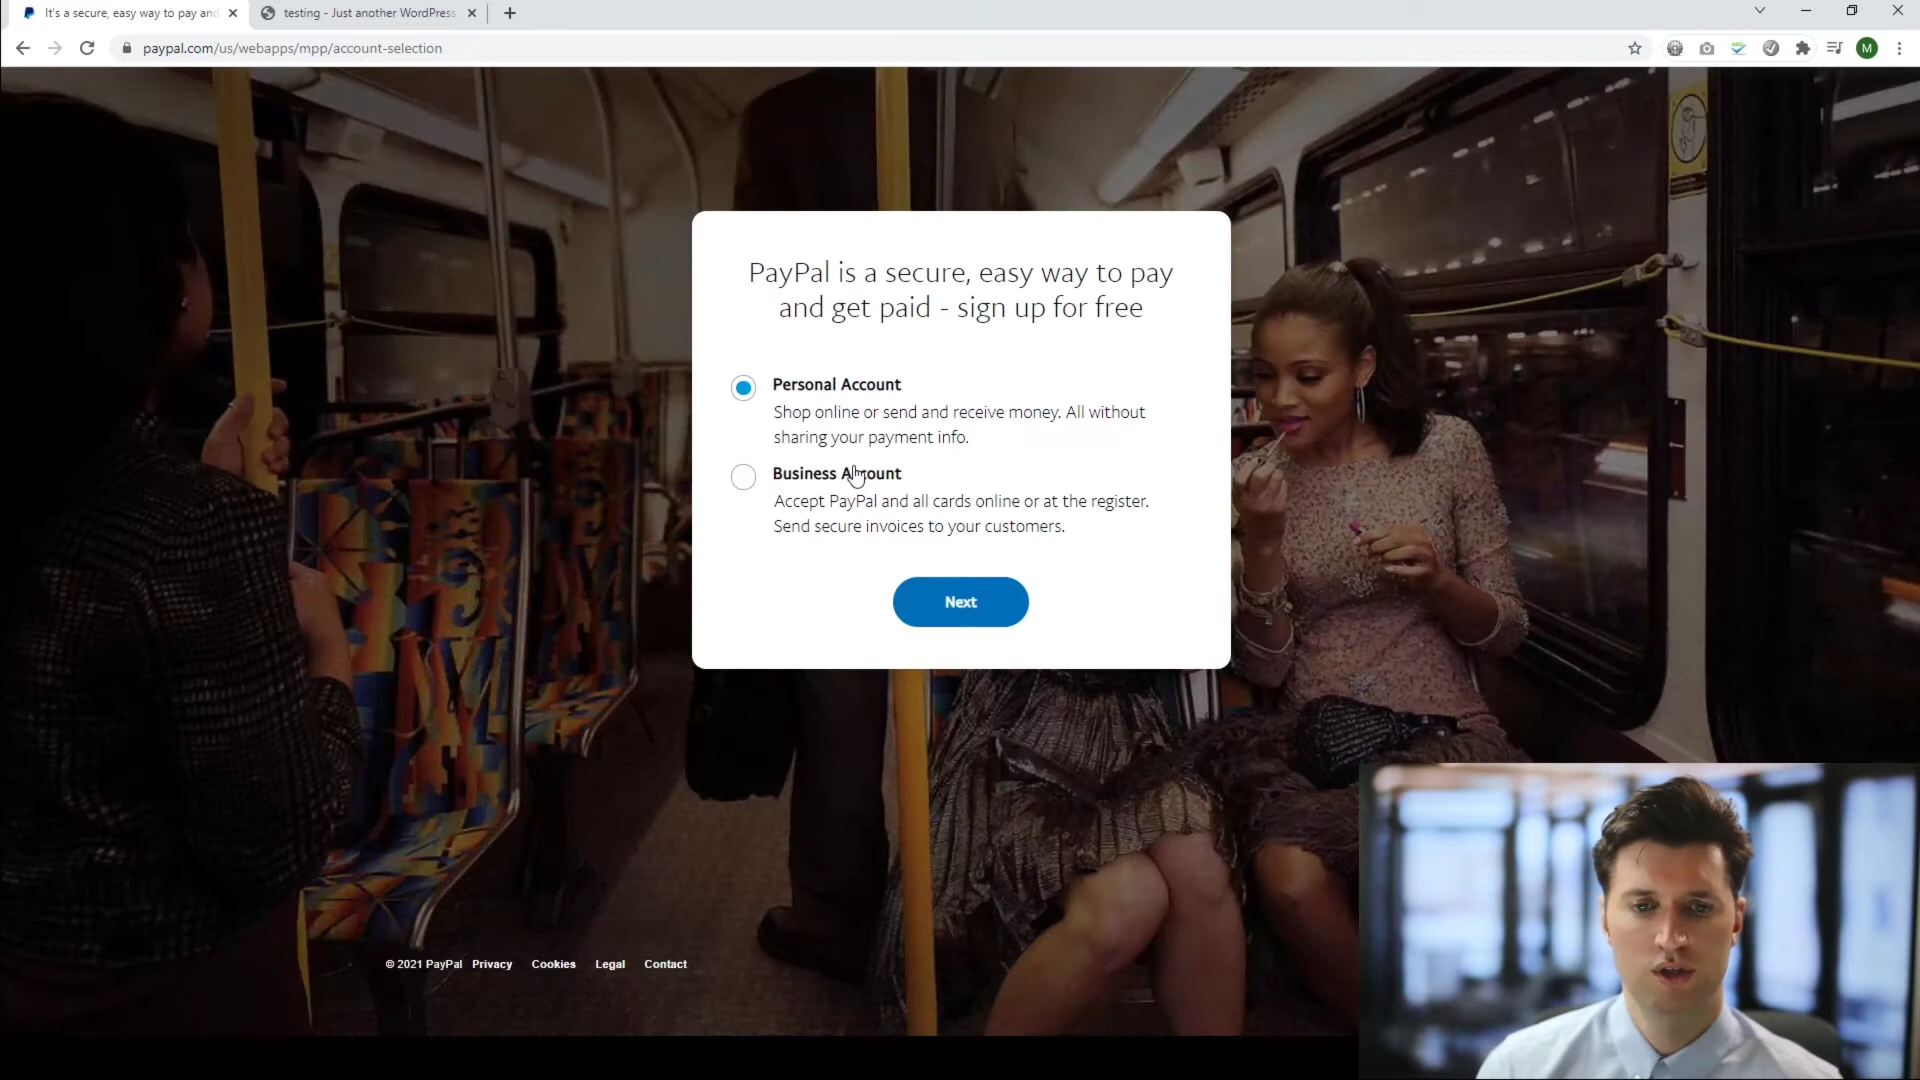 It's a secure, easy way to pay and
testing - Just another WordPress
paypal.com/us/webapps/mpp/account-selection
M
PayPal is a secure, easy way to pay
and get paid - sign up for free
Personal Account
Shop online or send and receive money. All without
sharing your payment info.
Business Account
Accept PayPal and all cards online or at the register.
Send secure invoices to your customers.
Next
© 2021 PayPal Privacy Cookies Legal Contact